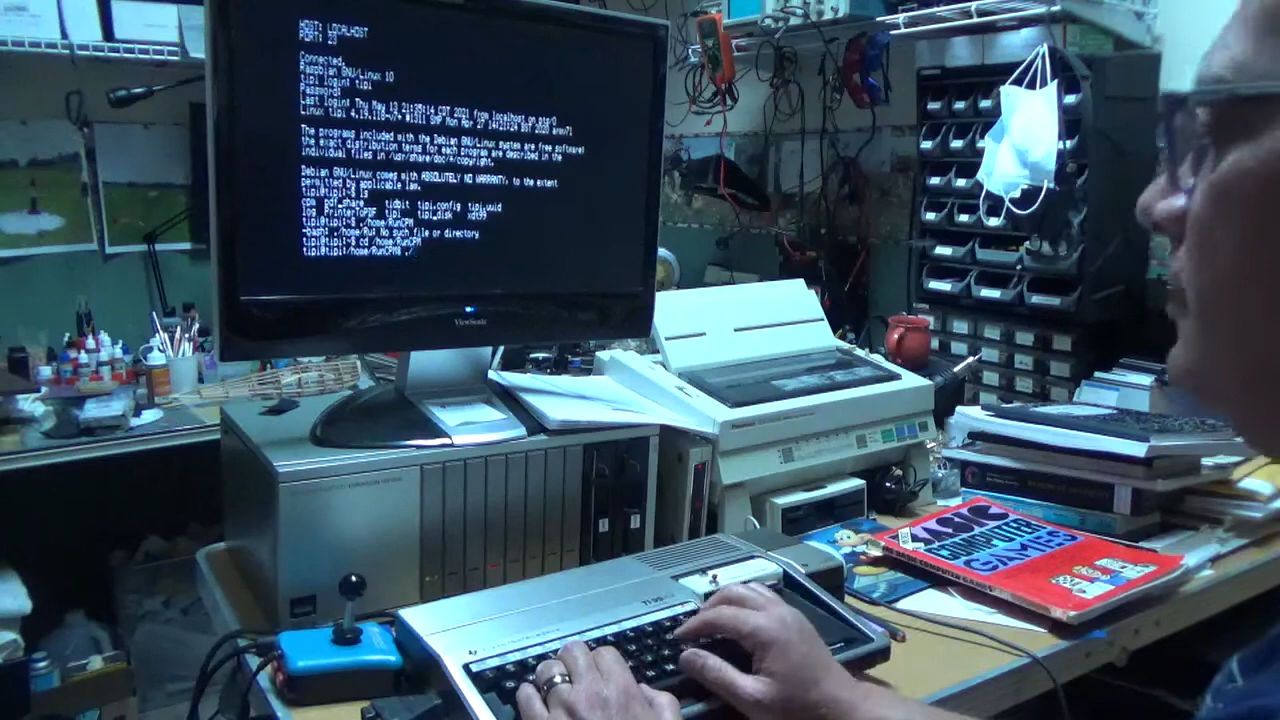 HOST: LOCALHOST
PORT: 23
Connected.
Raspbian GNU/Linux 10
tipi login: tipi
Password:
Last login: Thu May 13 21:35:14 CDT 2021 from localhost on pts/0
Linux tipi 4.19.118-v7+ #1311 SMP Mon Apr 27 14:21:24 BST 2020 armv7l
The programs included with the Debian GNU/Linux system are free software;
the exact distribution terms for each program are described in the
individual files in /usr/share/doc/*/copyright.
Debian GNU/Linux comes with ABSOLUTELY NO WARRANTY, to the extent
permitted by applicable law.
tipi@tipi:~$ ls
cpm pdf_share tidbit tipi.config tipi.uuid
log PrinterToPDF tipi tipi_disk xdt99
tipi@tipi:~$ ./home/RunCPM
-bash: ./home/Ru: No such file or directory
tipi@tipi:~$ cd /home/RunCPM
tipi@tipi:/home/RunCPM$ ./
ViewSonic
Panasonic
BASIC
COMPUTER
GAMES
TI-99